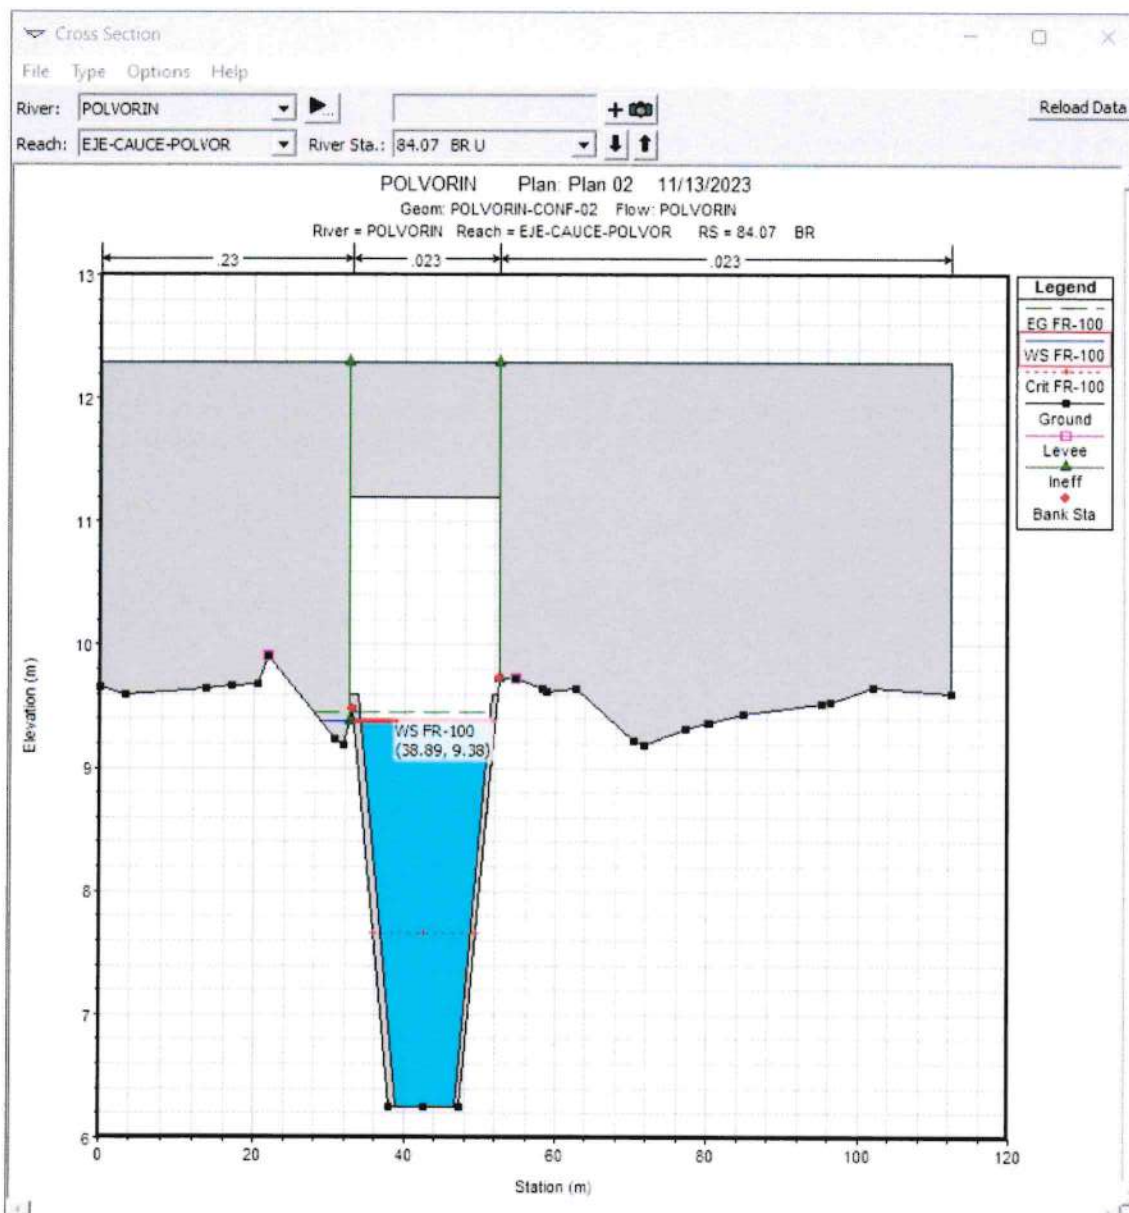 Cross Section
File Type Options Help
River: POLVORIN Reload Data
Reach: EJE-CAUCE-POLVOR River Sta.: 84.07 BR U
POLVORIN Plan: Plan 02 11/13/2023
Geom: POLVORIN-CONF-02 Flow: POLVORIN
River = POLVORIN Reach = EJE-CAUCE-POLVOR RS = 84.07 BR
.23 .023 .023
Legend
EG FR-100
WS FR-100
Crit FR-100
Ground
Levee
Ineff
Bank Sta
13
12
11
10
9
8
7
6
Elevation (m)
WS FR-100
(38.89, 9.38)
0 20 40 60 80 100 120
Station (m)